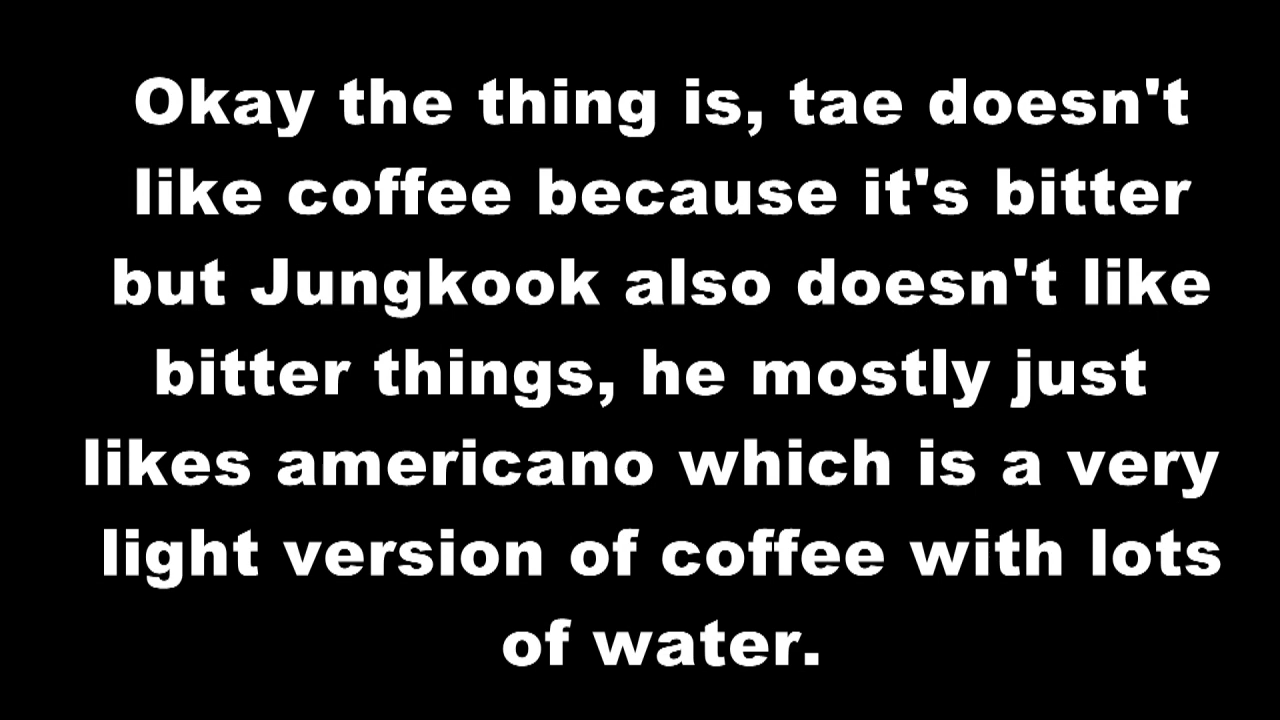 Okay the thing is, tae doesn't
like coffee because it's bitter
but Jungkook also doesn't like
bitter things, he mostly just
likes americano which is a very
light version of coffee with lots
of water.